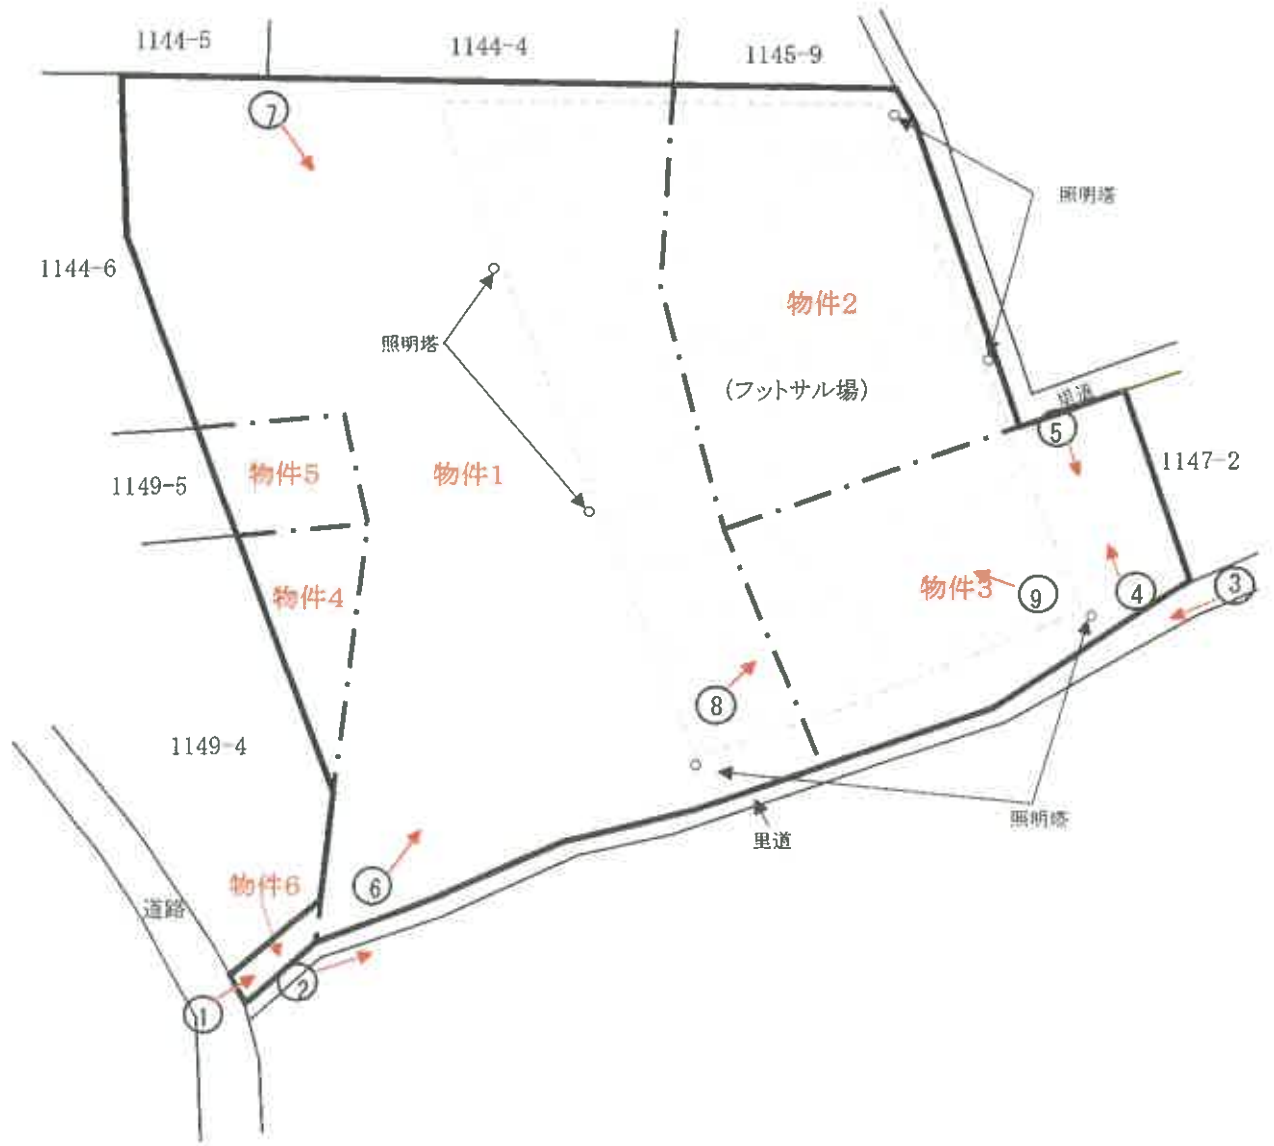 1144-5
1144-4
1145-9
⑦
照明塔
1144-6
物件2
照明塔
(フットサル場)
里道
⑤
1149-5
物件5
物件1
1147-2
物件4
物件3
⑨
④
③
⑧
1149-4
照明塔
里道
物件6
⑥
道路
②
①